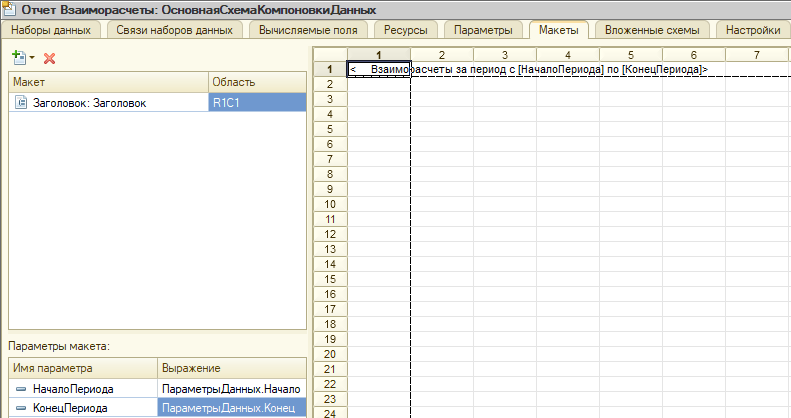 Отчет Взаиморасчеты: ОсновнаяСхемаКомпоновкиДанных
Наборы данных Связи наборов данных Вычисляемые поля Ресурсы Параметры Макеты Вложенные схемы Настройки
1 2 3 4 5 6 7
Макет Область
Заголовок: Заголовок R1C1
1 < Взаиморасчеты за период с [НачалоПериода] по [КонецПериода]>
2
3
4
5
6
7
8
9
10
11
12
13
14
15
16
17
18
19
20
21
22
23
24
Параметры макета:
Имя параметра Выражение
НачалоПериода ПараметрыДанных.Начало
КонецПериода ПараметрыДанных.Конец